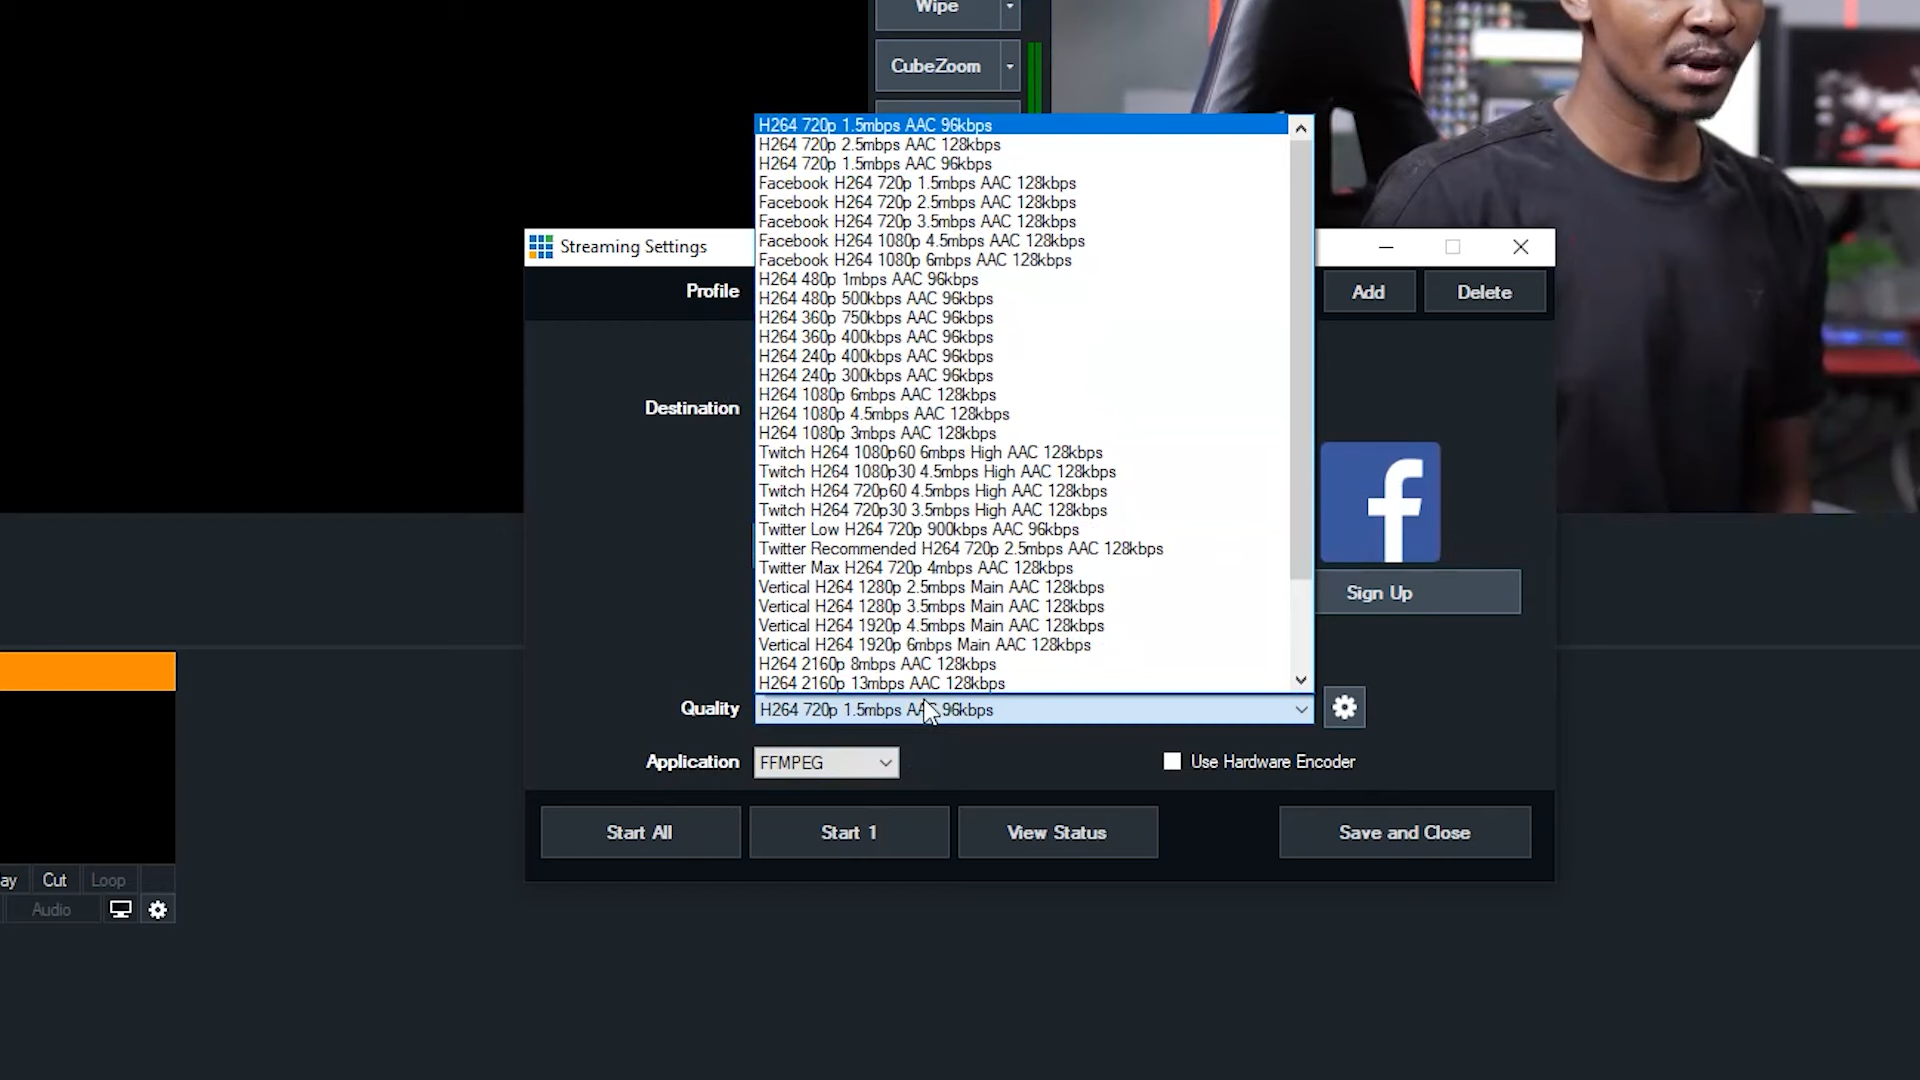 Wipe
CubeZoom
H264 720p 1.5mbps AAC 96kbps
H264 720p 2.5mbps AAC 128kbps
H264 720p 1.5mbps AAC 96kbps
Facebook H264 720p 1.5mbps AAC 128kbps
Facebook H264 720p 2.5mbps AAC 128kbps
Facebook H264 720p 3.5mbps AAC 128kbps
Facebook H264 1080p 4.5mbps AAC 128kbps
Facebook H264 1080p 6mbps AAC 128kbps
H264 480p 1mbps AAC 96kbps
H264 480p 500kbps AAC 96kbps
H264 360p 750kbps AAC 96kbps
H264 360p 400kbps AAC 96kbps
H264 240p 400kbps AAC 96kbps
H264 240p 300kbps AAC 96kbps
H264 1080p 6mbps AAC 128kbps
H264 1080p 4.5mbps AAC 128kbps
H264 1080p 3mbps AAC 128kbps
Twitch H264 1080p60 6mbps High AAC 128kbps
Twitch H264 1080p30 4.5mbps High AAC 128kbps
Twitch H264 720p60 4.5mbps High AAC 128kbps
Twitch H264 720p30 3.5mbps High AAC 128kbps
Twitter Low H264 720p 900kbps AAC 96kbps
Twitter Recommended H264 720p 2.5mbps AAC 128kbps
Twitter Max H264 720p 4mbps AAC 128kbps
Vertical H264 1280p 2.5mbps Main AAC 128kbps
Vertical H264 1280p 3.5mbps Main AAC 128kbps
Vertical H264 1920p 4.5mbps Main AAC 128kbps
Vertical H264 1920p 6mbps Main AAC 128kbps
H264 2160p 8mbps AAC 128kbps
H264 2160p 13mbps AAC 128kbps
Streaming Settings
Profile
Add Delete
Destination
f
Sign Up
Quality H264 720p 1.5mbps AAC 96kbps
Application FFMPEG Use Hardware Encoder
Start All Start 1 View Status Save and Close
ay Cut Loop
Audio